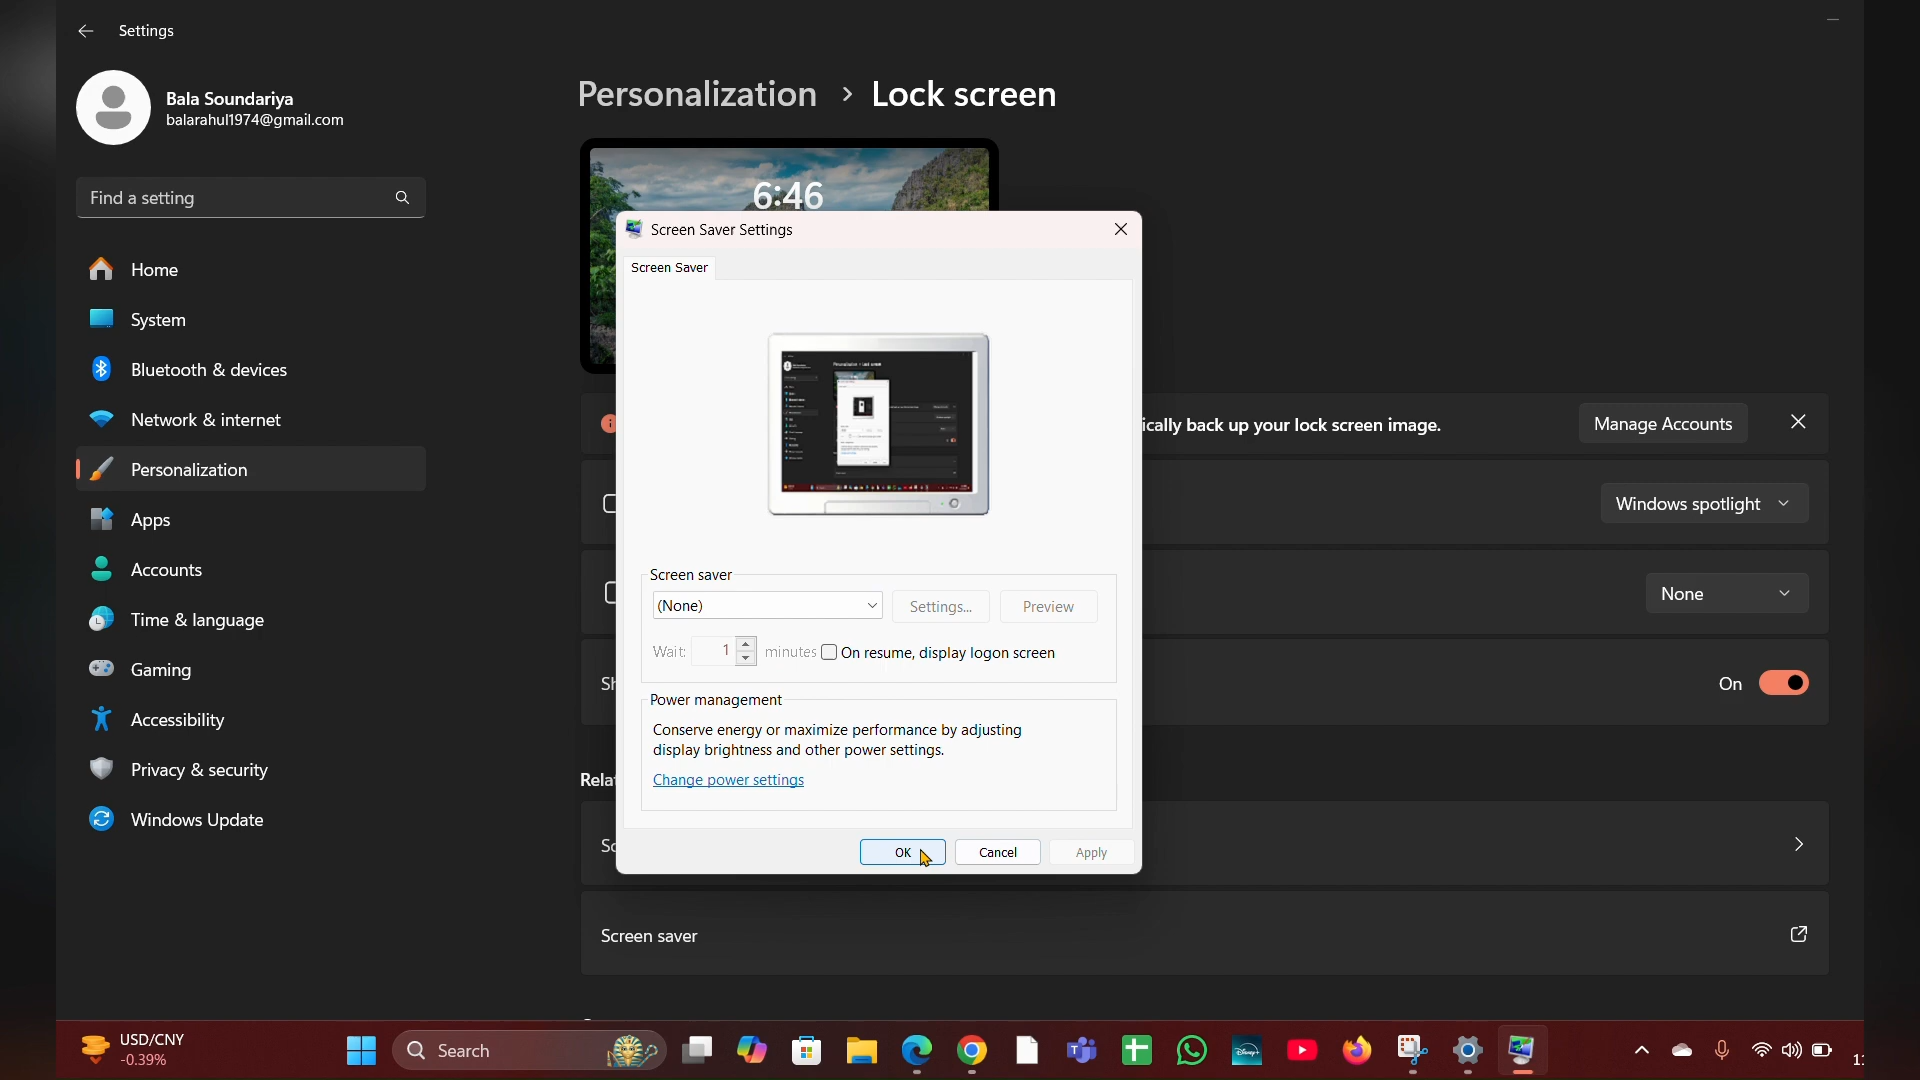 Settings
Bala Soundariya
balarahul1974@gmail.com
Find a setting
Home
System
Bluetooth & devices
Network & internet
Personalization
Apps
Accounts
Time & language
Gaming
Accessibility
Privacy & security
Windows Update
Personalization > Lock screen
6:46
Screen Saver Settings
Screen Saver
Screen saver
(None)
Settings...
Preview
Wait: 1 minutes On resume, display logon screen
Power management
Conserve energy or maximize performance by adjusting
display brightness and other power settings.
Change power settings
OK
Cancel
Apply
ically back up your lock screen image.
Manage Accounts
Windows spotlight
None
On
Screen saver
USD/CNY
-0.39%
Search
Disney+